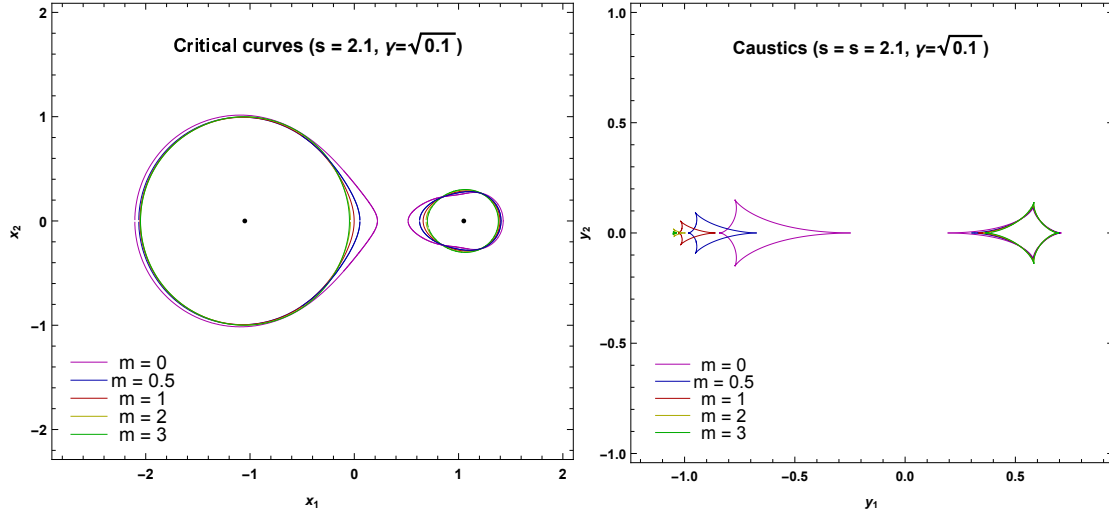 Critical curves (s = 2.1, γ=√0.1)
2
1
0
−1
−2
x₂
m = 0
m = 0.5
m = 1
m = 2
m = 3
−2 −1 0 1 2
x₁
Caustics (s = s = 2.1, γ=√0.1)
1.0
0.5
0.0
−0.5
−1.0
y₂
m = 0
m = 0.5
m = 1
m = 2
m = 3
−1.0 −0.5 0.0 0.5
y₁